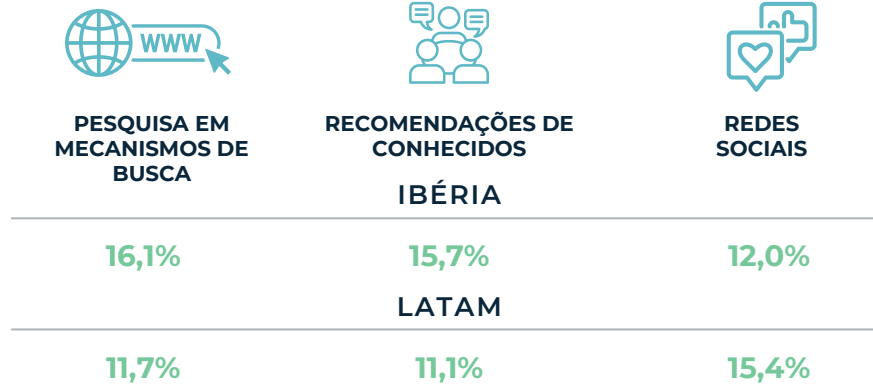 WWW
PESQUISA EM
MECANISMOS DE
BUSCA
RECOMENDAÇÕES DE
CONHECIDOS
REDES
SOCIAIS
IBÉRIA
16,1%
15,7%
12,0%
LATAM
11,7%
11,1%
15,4%